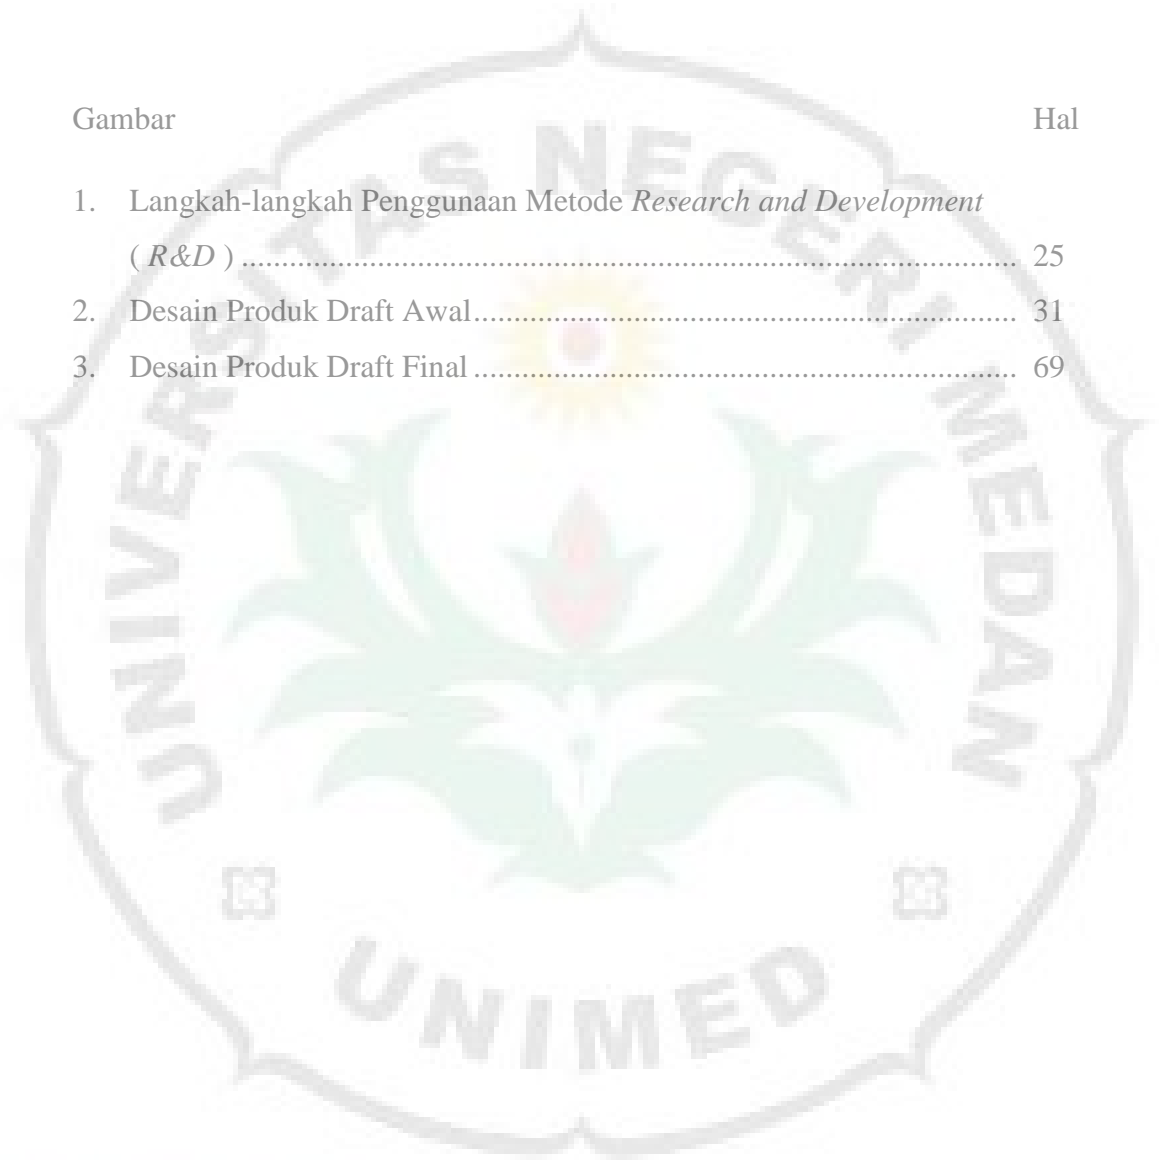 Gambar Hal
1. Langkah-langkah Penggunaan Metode Research and Development
( R&D ) ................................................................................................. 25
2. Desain Produk Draft Awal.................................................................... 31
3. Desain Produk Draft Final .................................................................... 69
UNIVERSITAS NEGERI MEDAN
UNIMED